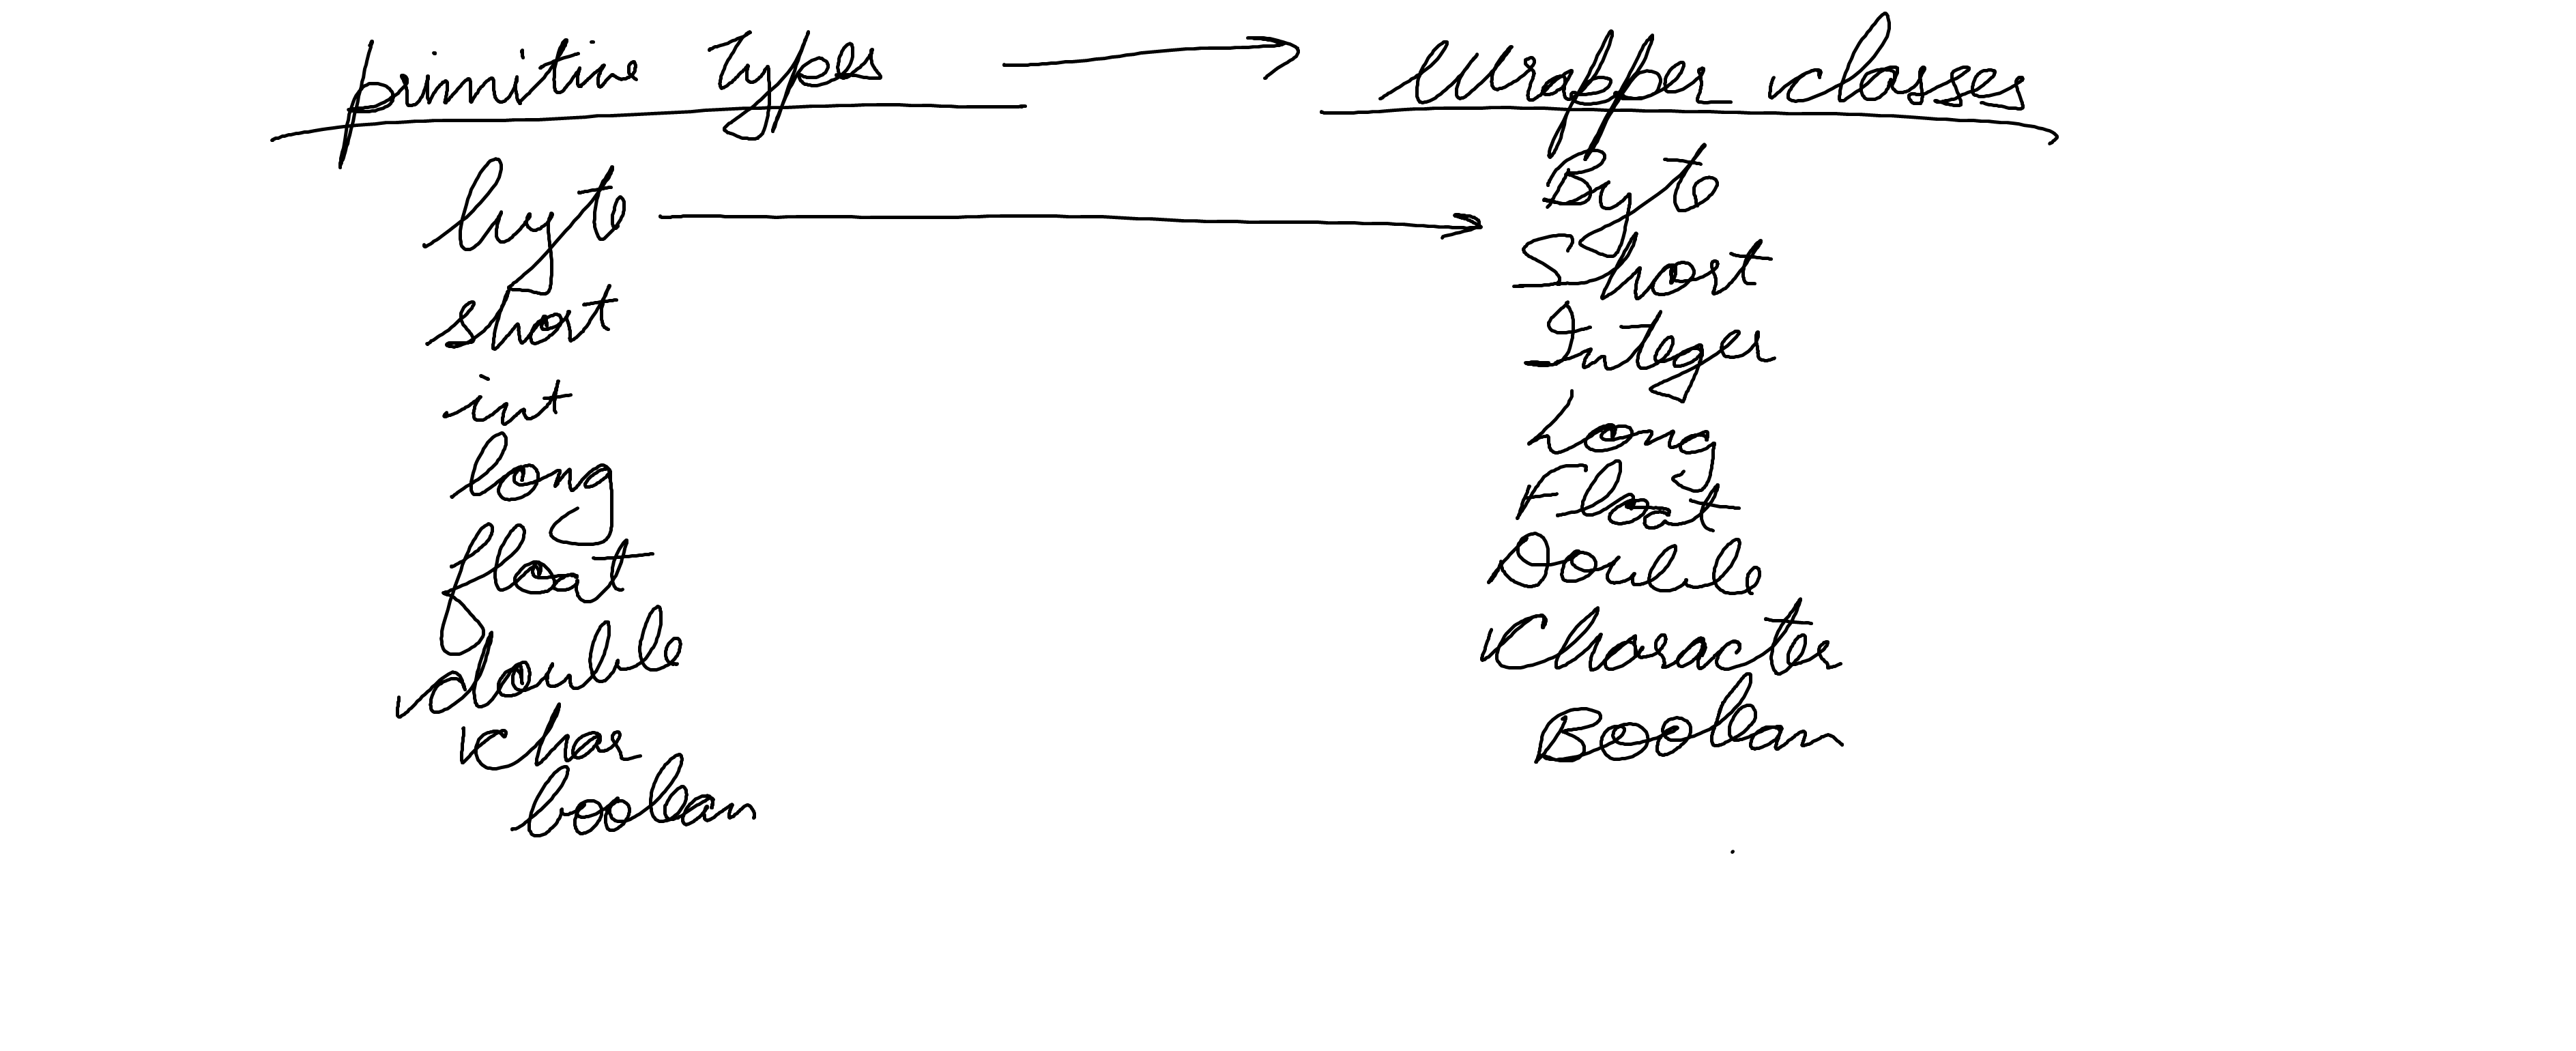 primitive Types → Wrapper classes
byte → Byte
short Short
int Integer
long Long
float Float
double Double
char Character
boolean Boolean